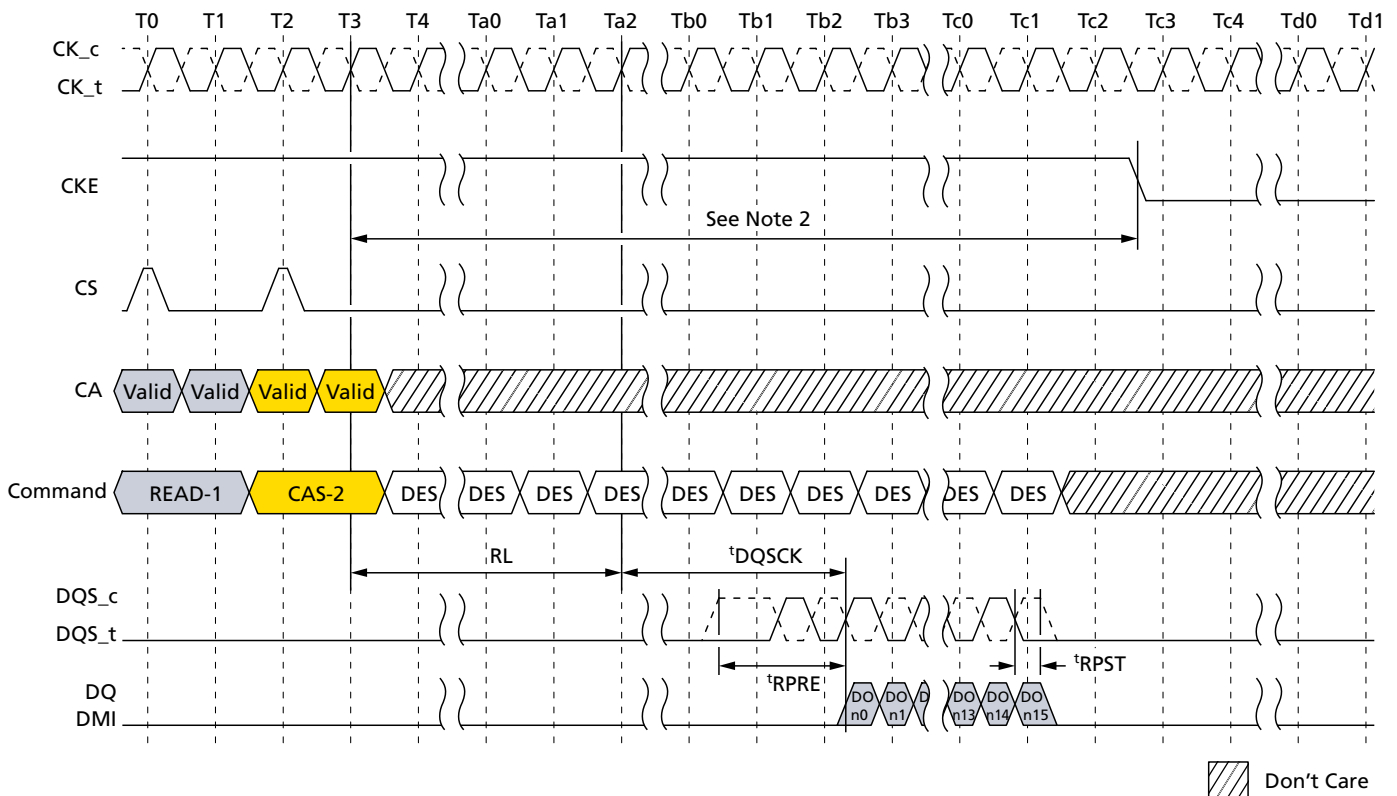 T0 T1 T2 T3 T4 Ta0 Ta1 Ta2 Tb0 Tb1 Tb2 Tb3 Tc0 Tc1 Tc2 Tc3 Tc4 Td0 Td1
CK_c
CK_t
CKE
See Note 2
CS
CA Valid Valid Valid Valid
Command READ-1 CAS-2 DES DES DES DES DES DES DES DES DES DES
RL tDQSCK
DQS_c
DQS_t
tRPRE tRPST
DQ
DMI
DO n0 DO n1 D DO n13 DO n14 DO n15
Don't Care